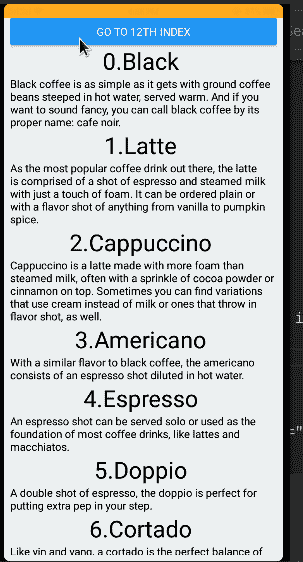 GO TO 12TH INDEX
0.Black
Black coffee is as simple as it gets with ground coffee
beans steeped in hot water, served warm. And if you
want to sound fancy, you can call black coffee by its
proper name: cafe noir.
1.Latte
As the most popular coffee drink out there, the latte
is comprised of a shot of espresso and steamed milk
with just a touch of foam. It can be ordered plain or
with a flavor shot of anything from vanilla to pumpkin
spice.
2.Cappuccino
Cappuccino is a latte made with more foam than
steamed milk, often with a sprinkle of cocoa powder or
cinnamon on top. Sometimes you can find variations
that use cream instead of milk or ones that throw in
flavor shot, as well.
3.Americano
With a similar flavor to black coffee, the americano
consists of an espresso shot diluted in hot water.
4.Espresso
An espresso shot can be served solo or used as the
foundation of most coffee drinks, like lattes and
macchiatos.
5.Doppio
A double shot of espresso, the doppio is perfect for
putting extra pep in your step.
6.Cortado
Like yin and yang, a cortado is the perfect balance of